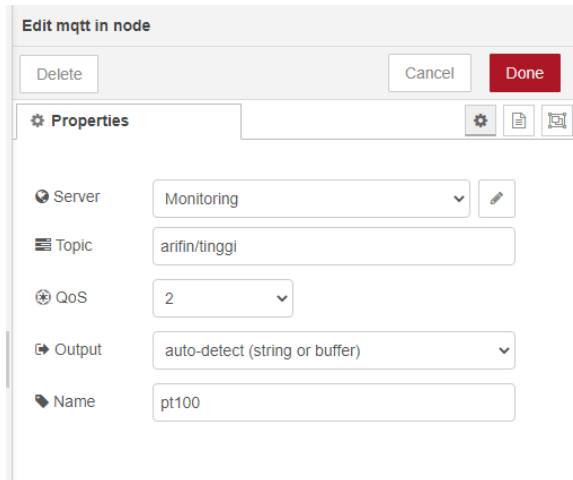 Edit mqtt in node
Delete Cancel Done
Properties
Server Monitoring
Topic arifin/tinggi
QoS 2
Output auto-detect (string or buffer)
Name pt100